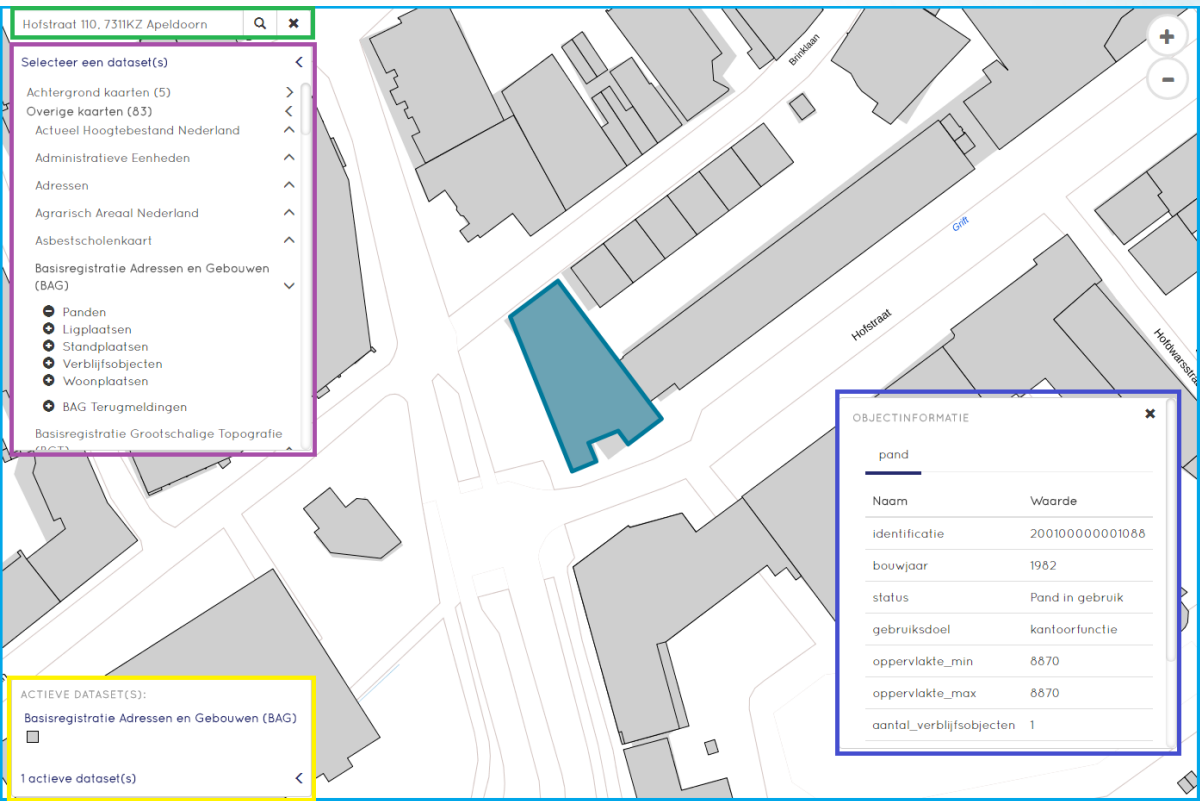 Hofstraat 110, 7311KZ Apeldoorn
Selecteer een dataset(s)
Achtergrond kaarten (5)
Overige kaarten (83)
Actueel Hoogtebestand Nederland
Administratieve Eenheden
Adressen
Agrarisch Areaal Nederland
Asbestscholenkaart
Basisregistratie Adressen en Gebouwen
(BAG)
Panden
Ligplaatsen
Standplaatsen
Verblijfsobjecten
Woonplaatsen
BAG Terugmeldingen
Basisregistratie Grootschalige Topografie
(BGT)
ACTIEVE DATASET(S):
Basisregistratie Adressen en Gebouwen (BAG)
1 actieve dataset(s)
Brinklaan
Grift
Hofstraat
OBJECTINFORMATIE
pand
Naam Waarde
identificatie 200100000001088
bouwjaar 1982
status Pand in gebruik
gebruiksdoel kantoorfunctie
oppervlakte_min 8870
oppervlakte_max 8870
aantal_verblijfsobjecten 1